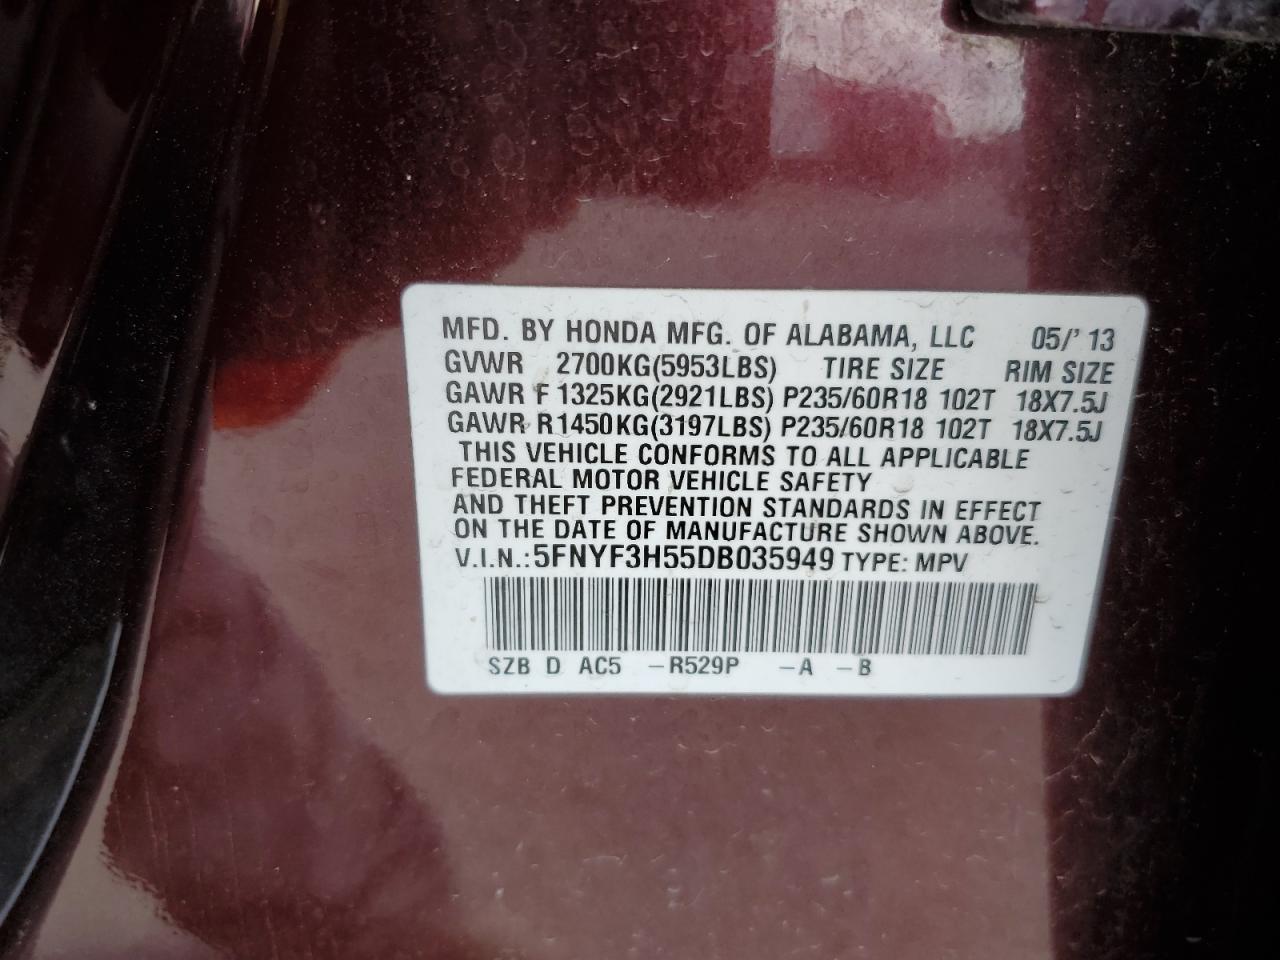 MFD. BY HONDA MFG. OF ALABAMA, LLC 05/'13
GVWR 2700KG(5953LBS) TIRE SIZE RIM SIZE
GAWR F 1325KG(2921LBS) P235/60R18 102T 18X7.5J
GAWR R1450KG(3197LBS) P235/60R18 102T 18X7.5J
THIS VEHICLE CONFORMS TO ALL APPLICABLE
FEDERAL MOTOR VEHICLE SAFETY
AND THEFT PREVENTION STANDARDS IN EFFECT
ON THE DATE OF MANUFACTURE SHOWN ABOVE.
V.I.N.:5FNYF3H55DB035949 TYPE: MPV
SZB D AC5 -R529P -A -B